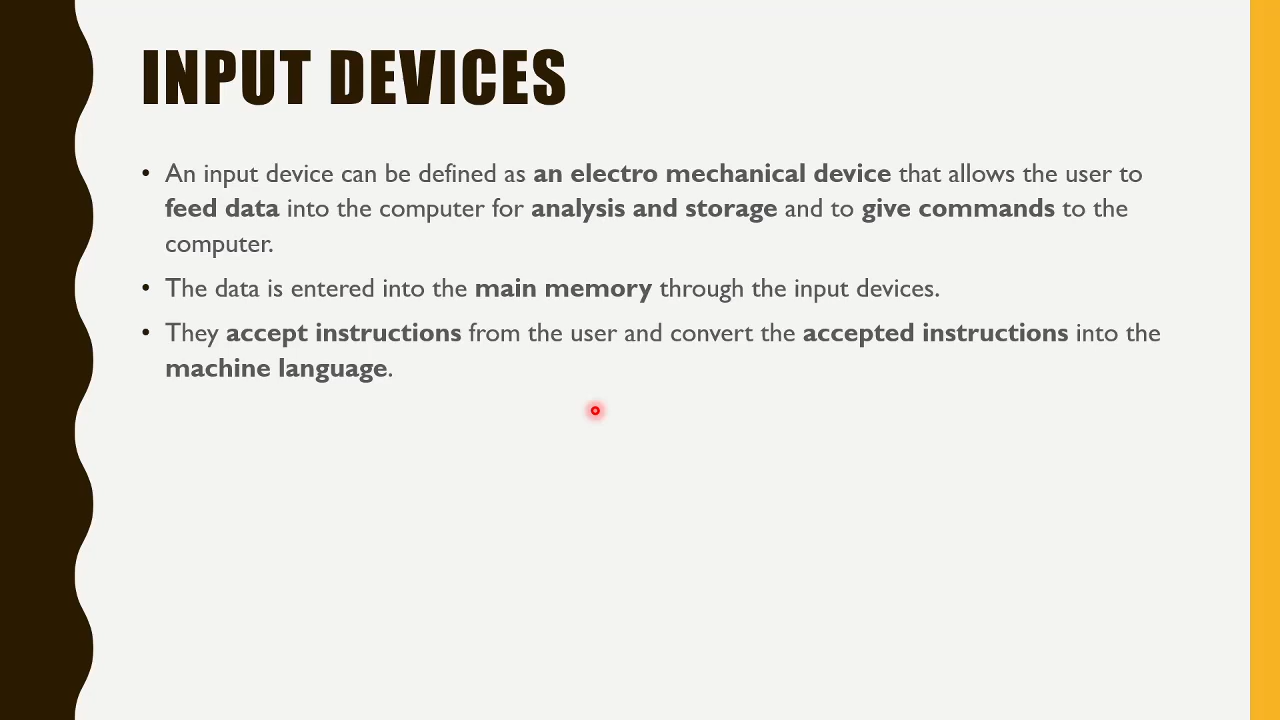 INPUT DEVICES
• An input device can be defined as an electro mechanical device that allows the user to
feed data into the computer for analysis and storage and to give commands to the
computer.
• The data is entered into the main memory through the input devices.
• They accept instructions from the user and convert the accepted instructions into the
machine language.